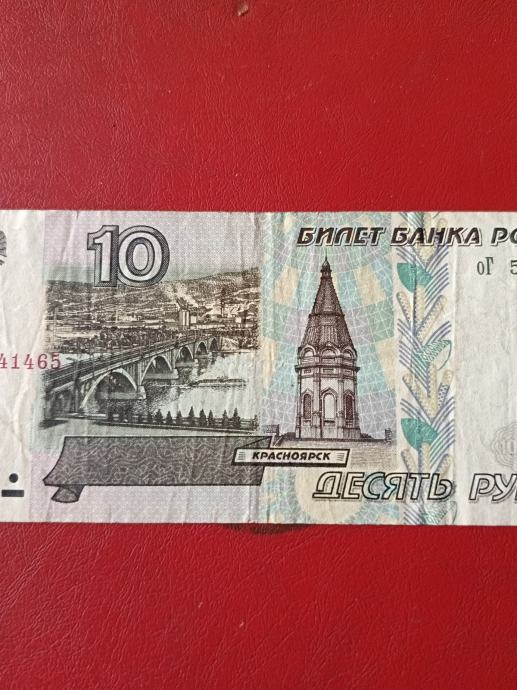 10
БИЛЕТ БАНКА РО
оГ 5
41465
КРАСНОЯРСК
ДЕСЯТЬ РУ